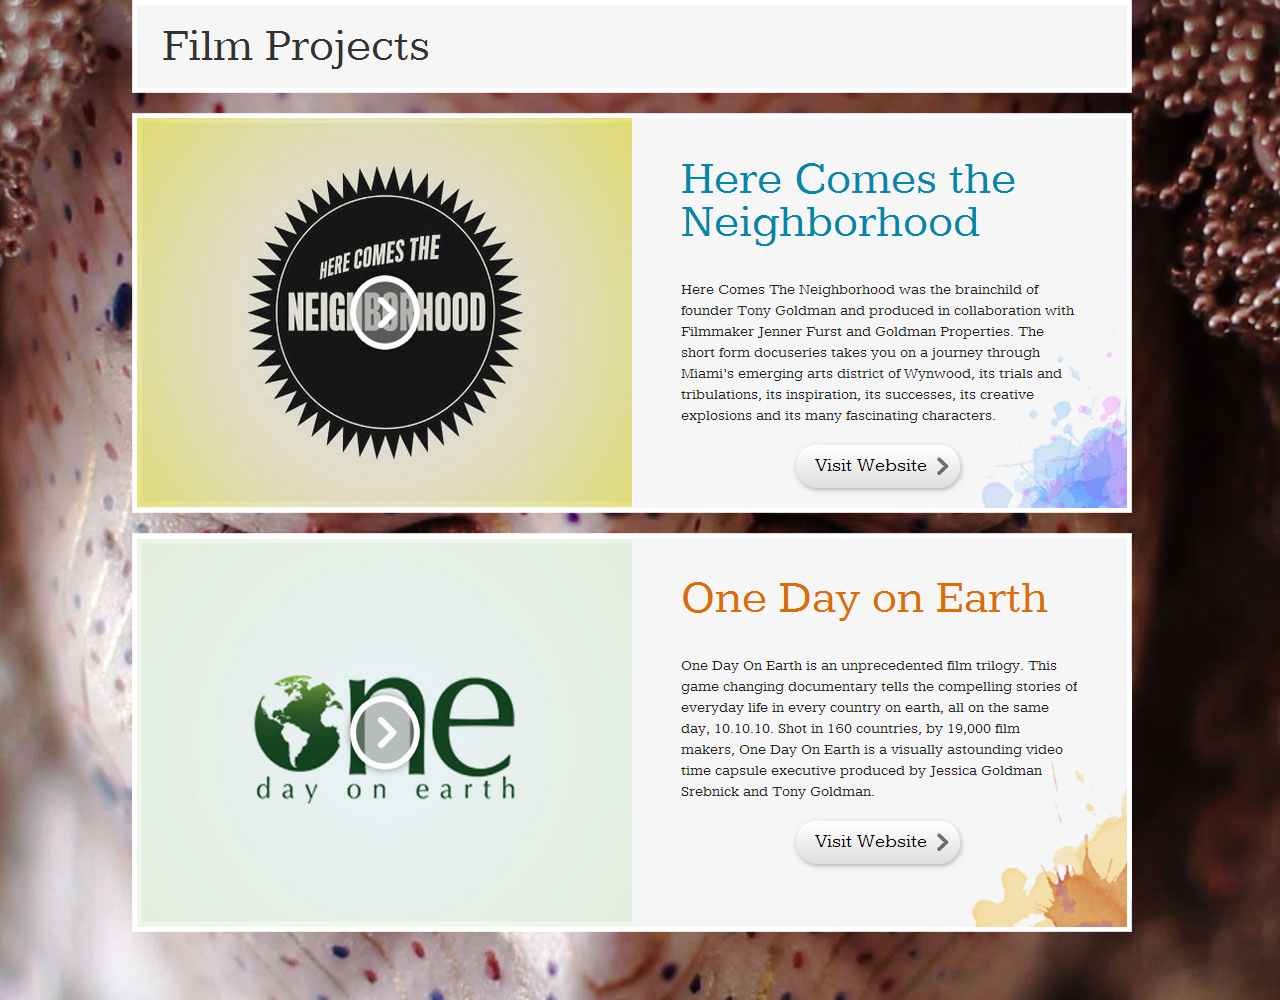 Film Projects
HERE COMES THE
NEIGHBORHOOD
Here Comes the
Neighborhood
Here Comes The Neighborhood was the brainchild of
founder Tony Goldman and produced in collaboration with
Filmmaker Jenner Furst and Goldman Properties. The
short form docuseries takes you on a journey through
Miami's emerging arts district of Wynwood, its trials and
tribulations, its inspiration, its successes, its creative
explosions and its many fascinating characters.
Visit Website
one
day on earth
One Day on Earth
One Day On Earth is an unprecedented film trilogy. This
game changing documentary tells the compelling stories of
everyday life in every country on earth, all on the same
day, 10.10.10. Shot in 160 countries, by 19,000 film
makers, One Day On Earth is a visually astounding video
time capsule executive produced by Jessica Goldman
Srebnick and Tony Goldman.
Visit Website